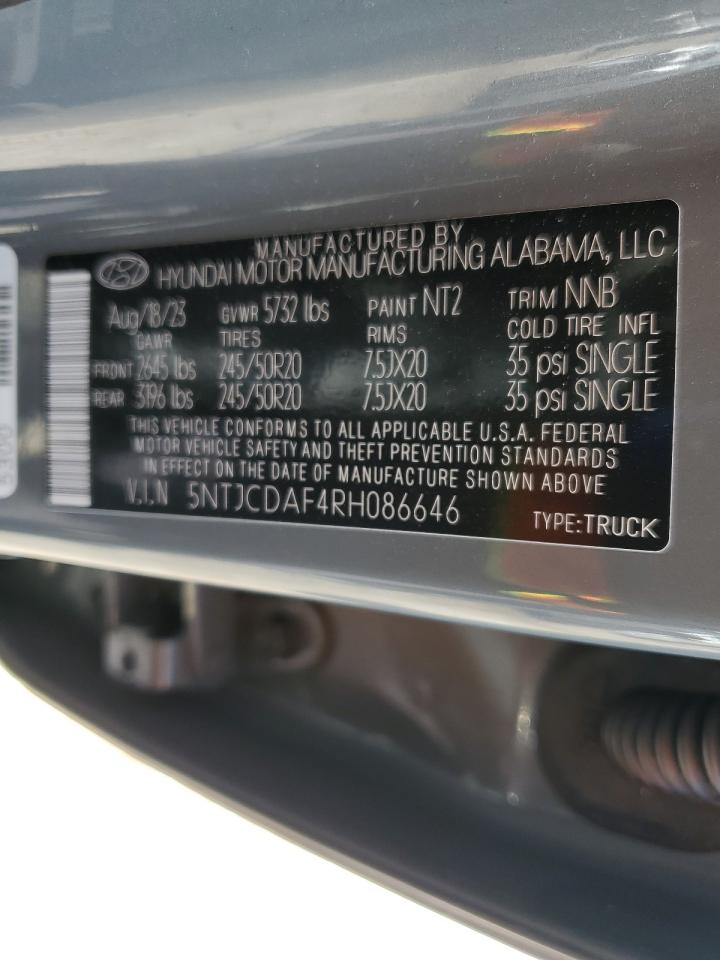 MANUFACTURED BY
HYUNDAI MOTOR MANUFACTURING ALABAMA, LLC
Aug/18/23 GVWR 5732 lbs PAINT NT2 TRIM NNB
GAWR TIRES RIMS COLD TIRE INFL
FRONT 2645 lbs 245/50R20 7.5JX20 35 psi SINGLE
REAR 3196 lbs 245/50R20 7.5JX20 35 psi SINGLE
THIS VEHICLE CONFORMS TO ALL APPLICABLE U.S.A. FEDERAL
MOTOR VEHICLE SAFETY AND THEFT PREVENTION STANDARDS
IN EFFECT ON THE DATE OF MANUFACTURE SHOWN ABOVE
V.I.N 5NTJCDAF4RH086646 TYPE:TRUCK